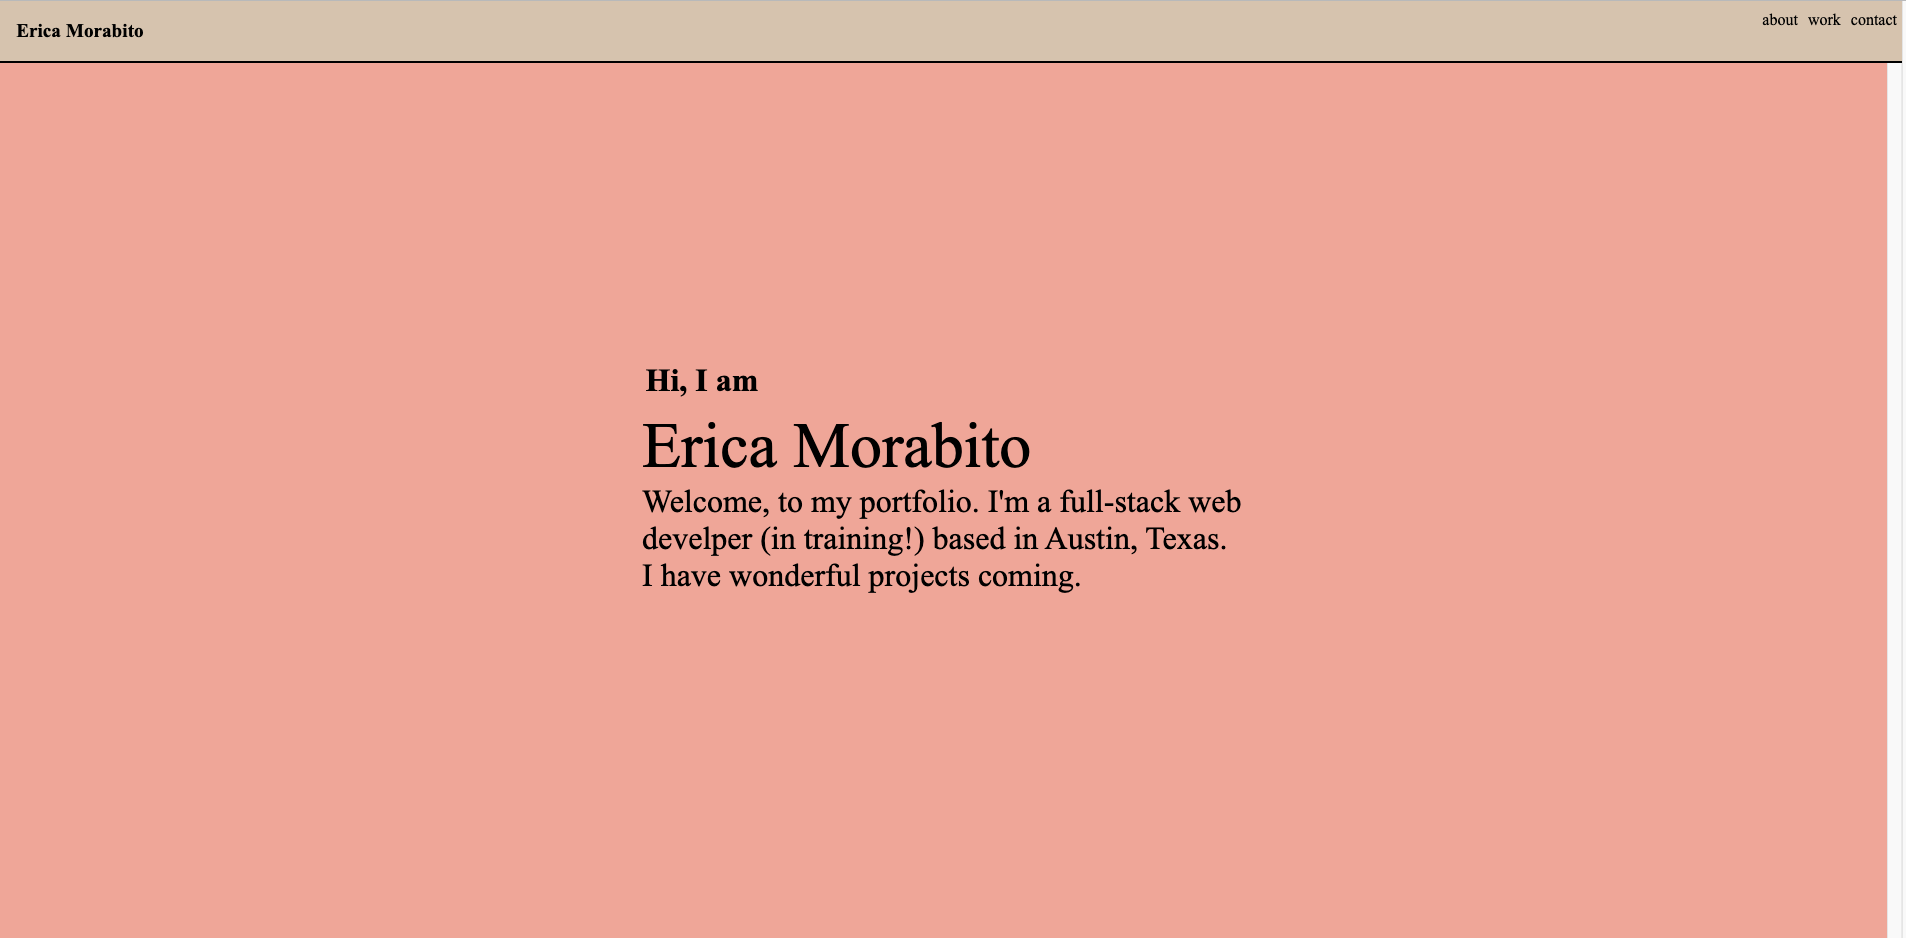 Erica Morabito
about work contact
Hi, I am
Erica Morabito
Welcome, to my portfolio. I'm a full-stack web
develper (in training!) based in Austin, Texas.
I have wonderful projects coming.